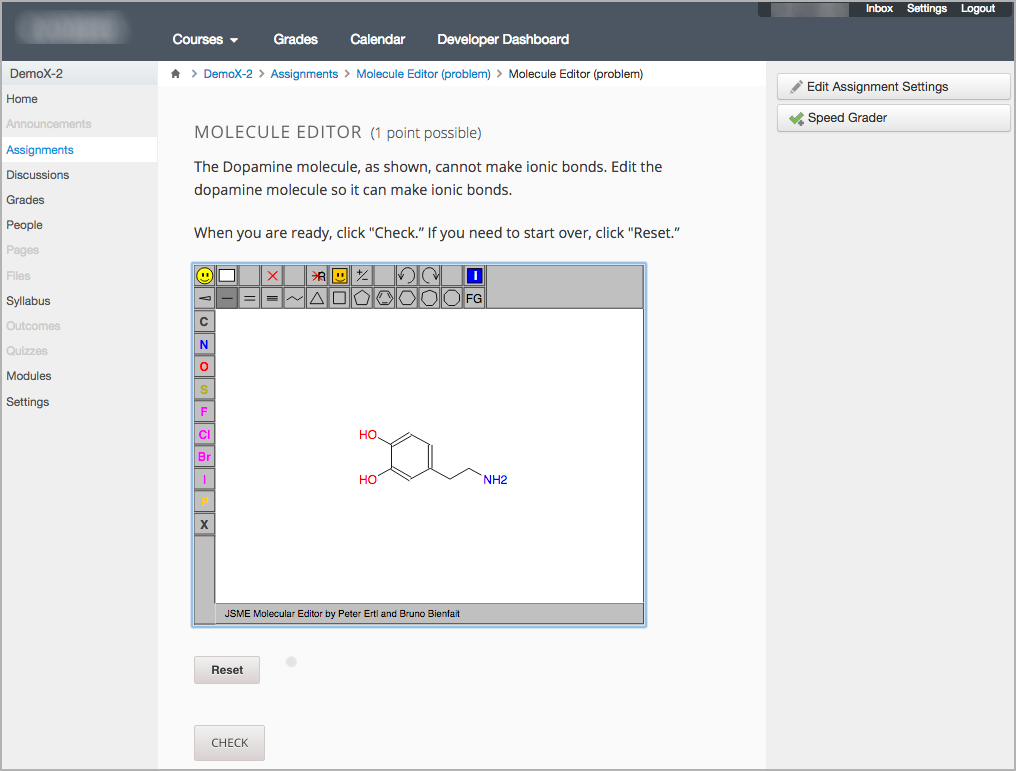 Inbox Settings Logout
Courses Grades Calendar Developer Dashboard
DemoX-2
Home
Announcements
Assignments
Discussions
Grades
People
Pages
Files
Syllabus
Outcomes
Quizzes
Modules
Settings
DemoX-2 > Assignments > Molecule Editor (problem) > Molecule Editor (problem)
MOLECULE EDITOR (1 point possible)
The Dopamine molecule, as shown, cannot make ionic bonds. Edit the
dopamine molecule so it can make ionic bonds.
When you are ready, click "Check.” If you need to start over, click "Reset.”
R +/- I
FG
C
N
O
S
F
Cl
Br
I
P
X
HO
HO
NH2
JSME Molecular Editor by Peter Ertl and Bruno Bienfait
Reset
CHECK
Edit Assignment Settings
Speed Grader